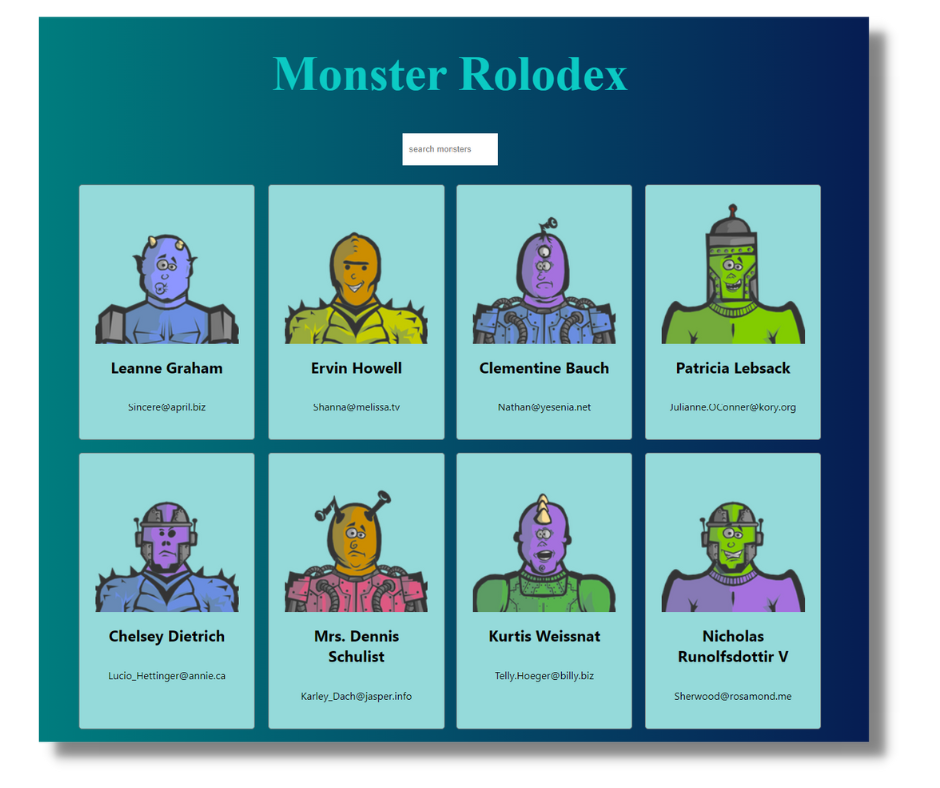 Monster Rolodex
search monsters
Leanne Graham
Sincere@april.biz
Ervin Howell
Shanna@melissa.tv
Clementine Bauch
Nathan@yesenia.net
Patricia Lebsack
Julianne.OConner@kory.org
Chelsey Dietrich
Lucio_Hettinger@annie.ca
Mrs. Dennis
Schulist
Karley_Dach@jasper.info
Kurtis Weissnat
Telly.Hoeger@billy.biz
Nicholas
Runolfsdottir V
Sherwood@rosamond.me